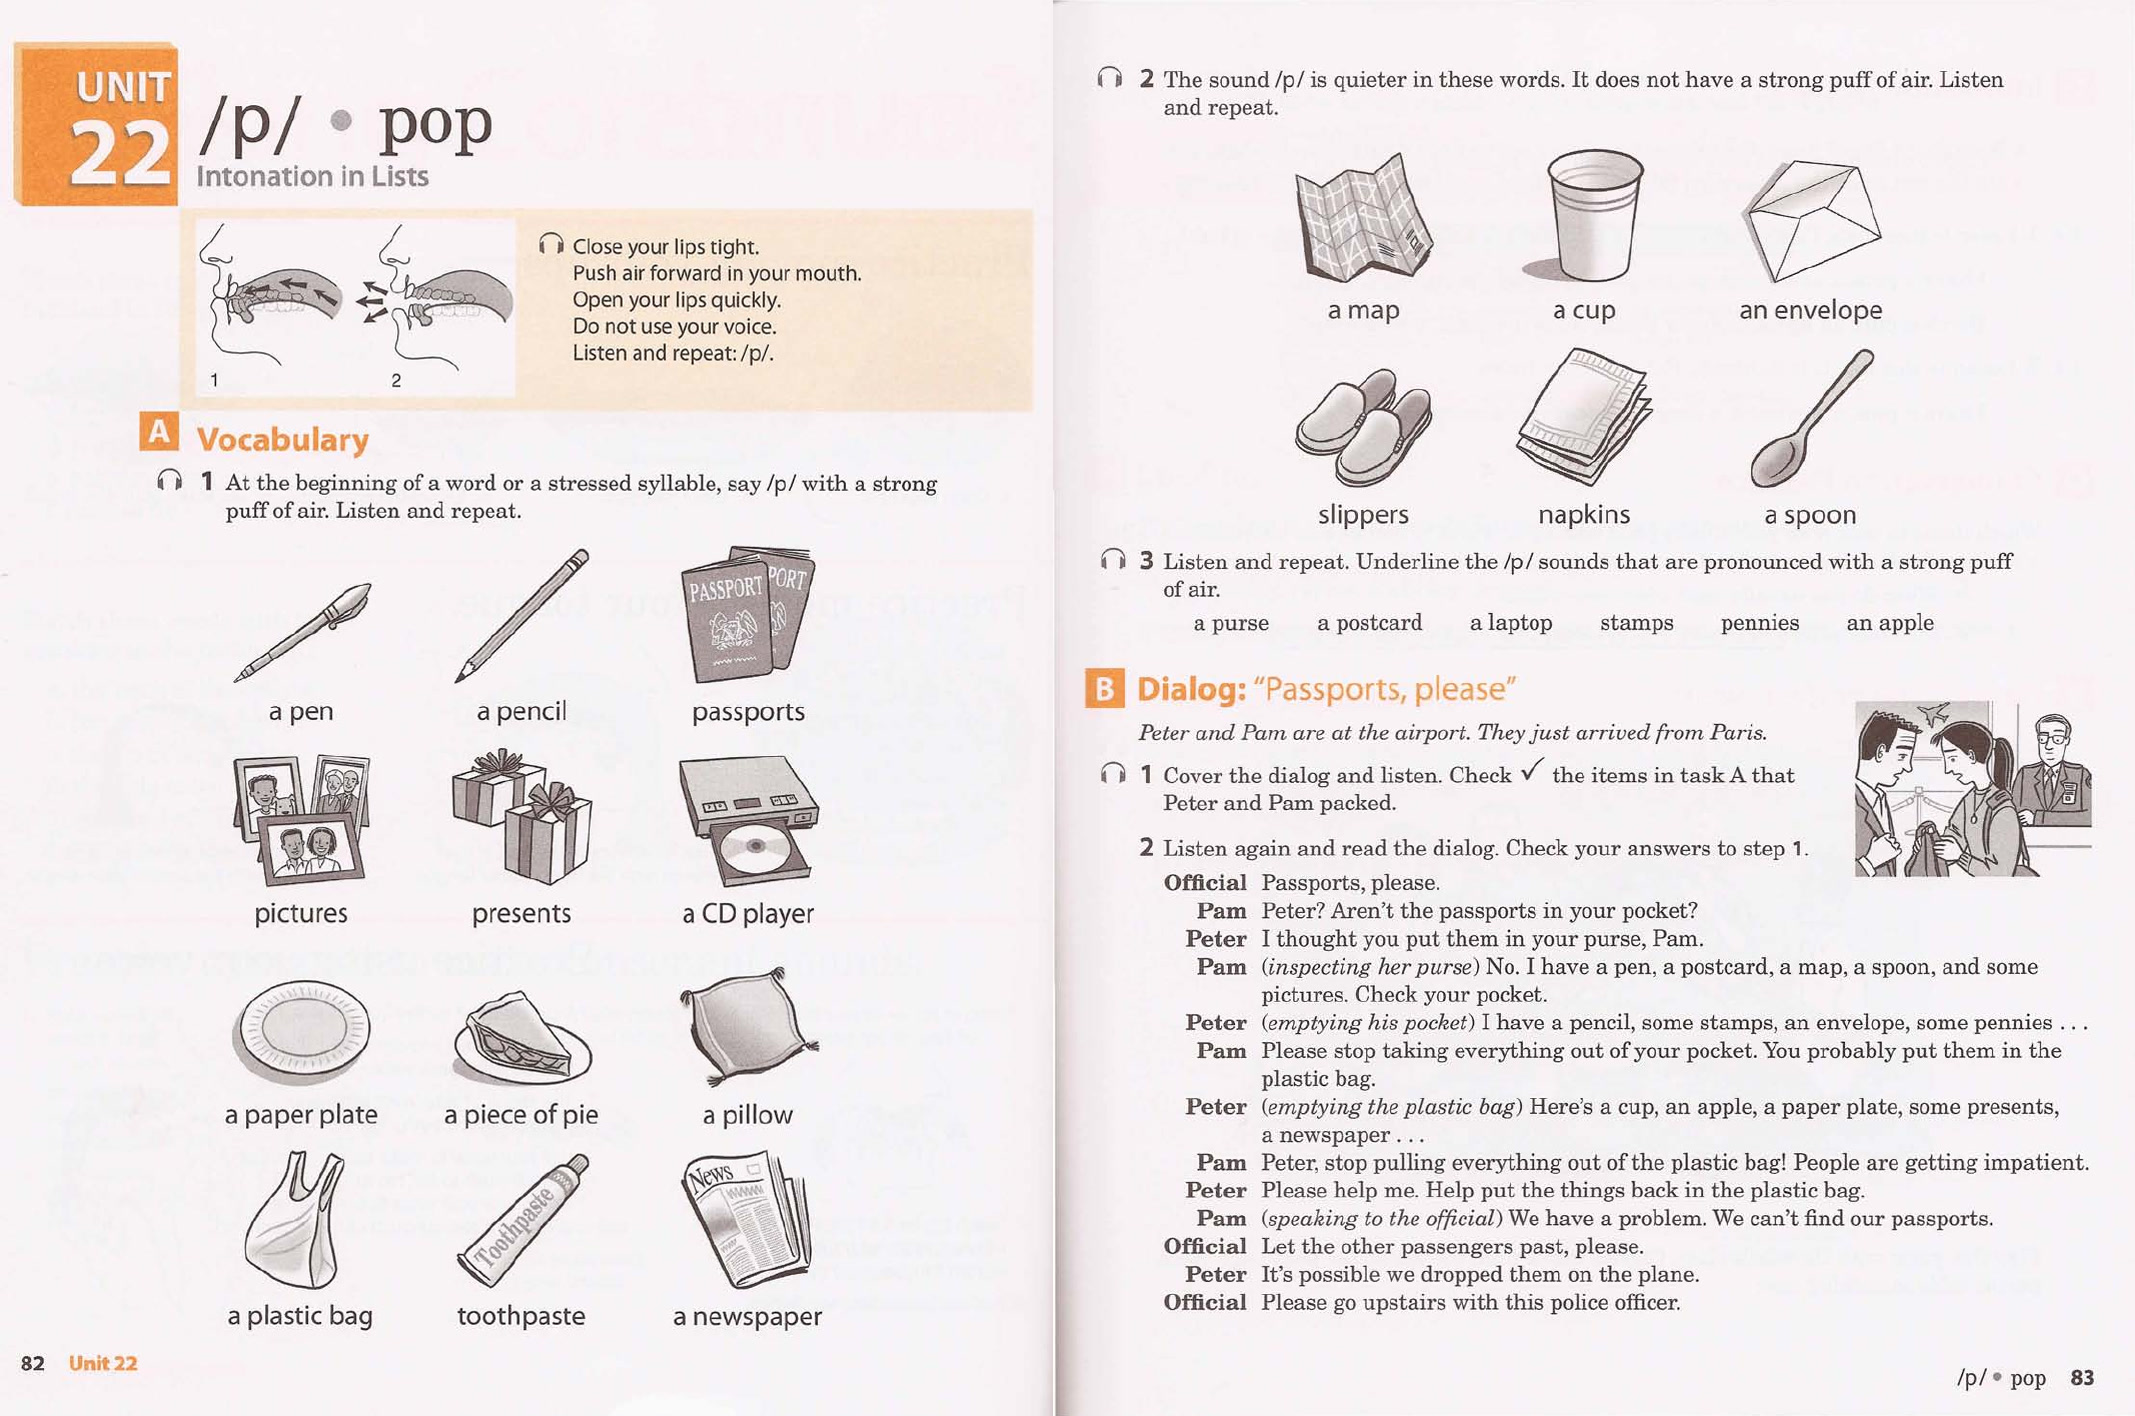 UNIT
22
/p/ • pop
Intonation in Lists
Close your lips tight.
Push air forward in your mouth.
Open your lips quickly.
Do not use your voice.
Listen and repeat: /p/.
1
2
A Vocabulary
1 At the beginning of a word or a stressed syllable, say /p/ with a strong
puff of air. Listen and repeat.
PASSPORT
PORT
a pen
a pencil
passports
pictures
presents
a CD player
a paper plate
a piece of pie
a pillow
Toothpaste
News
a plastic bag
toothpaste
a newspaper
82 Unit 22
2 The sound /p/ is quieter in these words. It does not have a strong puff of air. Listen
and repeat.
a map
a cup
an envelope
slippers
napkins
a spoon
3 Listen and repeat. Underline the /p/ sounds that are pronounced with a strong puff
of air.
a purse a postcard a laptop stamps pennies an apple
B Dialog: "Passports, please"
Peter and Pam are at the airport. They just arrived from Paris.
1 Cover the dialog and listen. Check ✓ the items in task A that
Peter and Pam packed.
2 Listen again and read the dialog. Check your answers to step 1.
Official Passports, please.
Pam Peter? Aren't the passports in your pocket?
Peter I thought you put them in your purse, Pam.
Pam (inspecting her purse) No. I have a pen, a postcard, a map, a spoon, and some
pictures. Check your pocket.
Peter (emptying his pocket) I have a pencil, some stamps, an envelope, some pennies . . .
Pam Please stop taking everything out of your pocket. You probably put them in the
plastic bag.
Peter (emptying the plastic bag) Here's a cup, an apple, a paper plate, some presents,
a newspaper . . .
Pam Peter, stop pulling everything out of the plastic bag! People are getting impatient.
Peter Please help me. Help put the things back in the plastic bag.
Pam (speaking to the official) We have a problem. We can't find our passports.
Official Let the other passengers past, please.
Peter It's possible we dropped them on the plane.
Official Please go upstairs with this police officer.
/p/ • pop 83